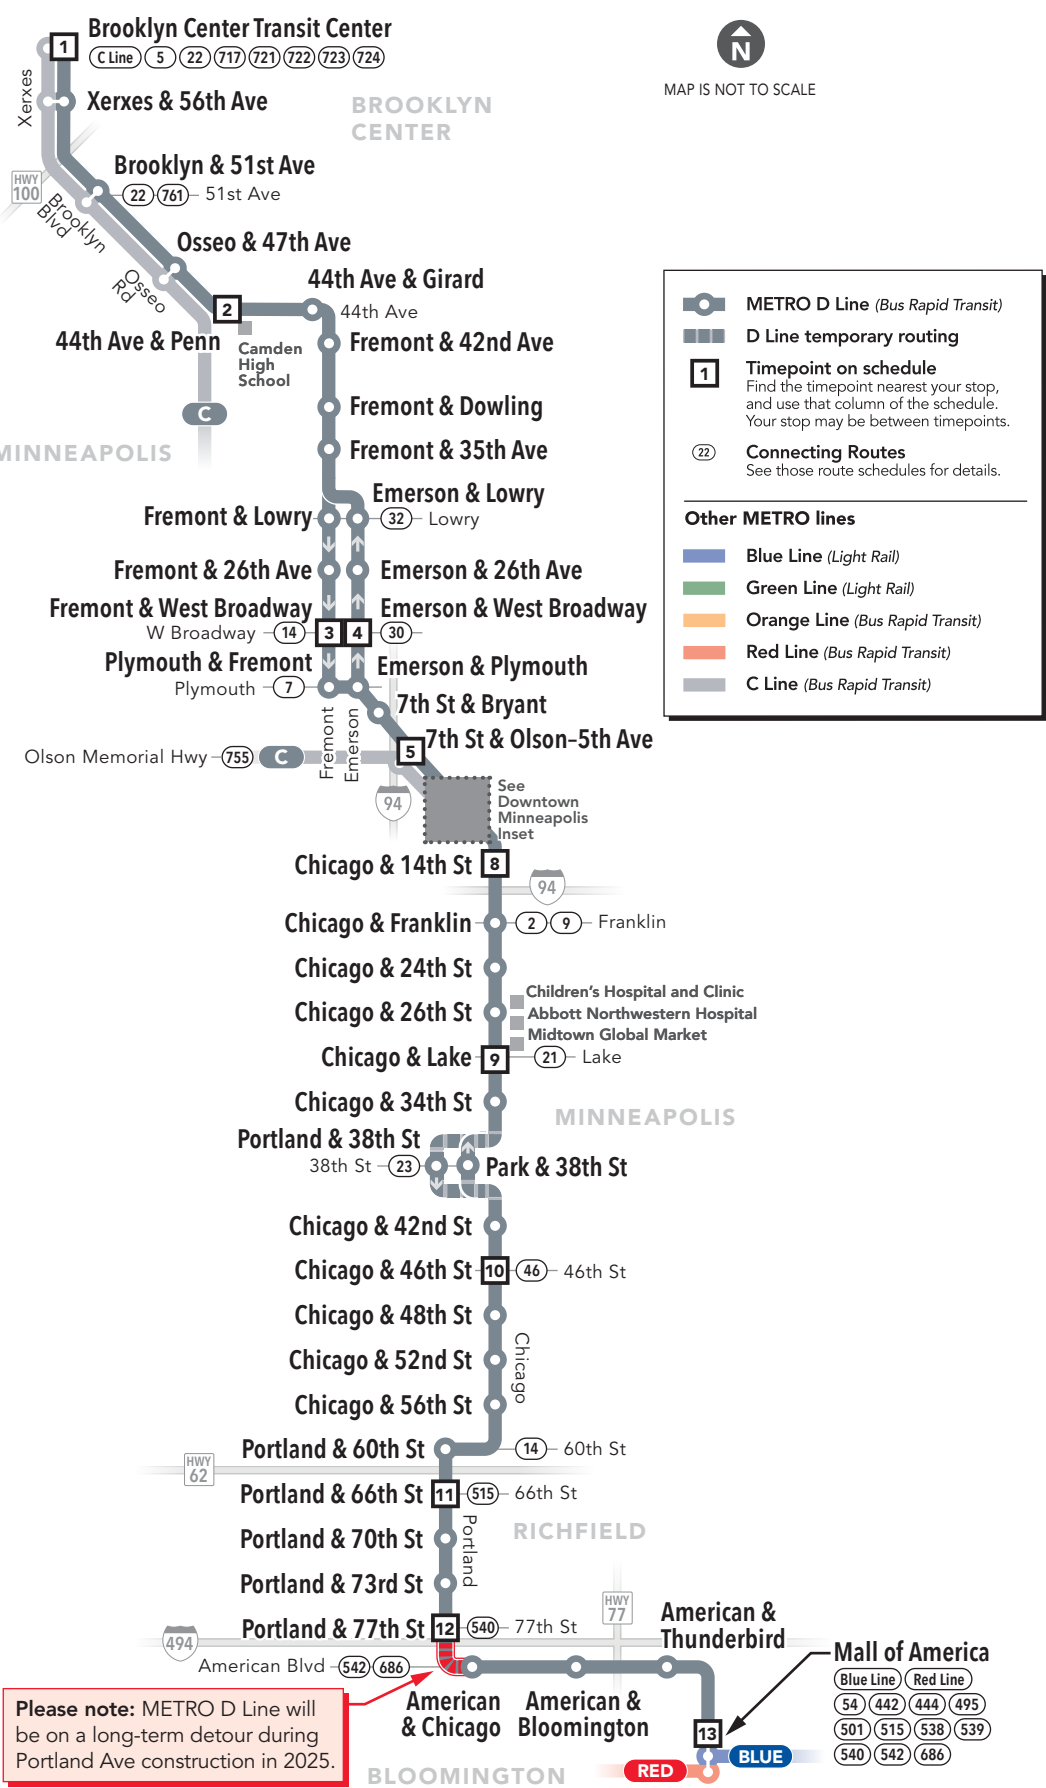 Brooklyn Center Transit Center
1
C Line 5 22 717 721 722 723 724
N
MAP IS NOT TO SCALE
Xerxes
Xerxes & 56th Ave
BROOKLYN
CENTER
Brooklyn & 51st Ave
HWY
100
22 761 51st Ave
Brooklyn
Blvd
Osseo & 47th Ave
Osseo
Rd
44th Ave & Girard
2
44th Ave
44th Ave & Penn
Camden
High
School
Fremont & 42nd Ave
C
Fremont & Dowling
MINNEAPOLIS
Fremont & 35th Ave
METRO D Line (Bus Rapid Transit)
D Line temporary routing
1
Timepoint on schedule
Find the timepoint nearest your stop,
and use that column of the schedule.
Your stop may be between timepoints.
22
Connecting Routes
See those route schedules for details.
Other METRO lines
Blue Line (Light Rail)
Green Line (Light Rail)
Orange Line (Bus Rapid Transit)
Red Line (Bus Rapid Transit)
C Line (Bus Rapid Transit)
Emerson & Lowry
Fremont & Lowry
32 Lowry
Fremont & 26th Ave
Emerson & 26th Ave
Fremont & West Broadway
Emerson & West Broadway
W Broadway 14 3 4 30
Plymouth & Fremont
Emerson & Plymouth
Plymouth 7
7th St & Bryant
Fremont
Emerson
7th St & Olson–5th Ave
5
Olson Memorial Hwy 755 C
94
See
Downtown
Minneapolis
Inset
Chicago & 14th St 8
94
Chicago & Franklin
2 9 Franklin
Chicago & 24th St
Children's Hospital and Clinic
Chicago & 26th St
Abbott Northwestern Hospital
Midtown Global Market
Chicago & Lake 9 21 Lake
Chicago & 34th St
MINNEAPOLIS
Portland & 38th St
38th St 23
Park & 38th St
Chicago & 42nd St
Chicago & 46th St 10 46 46th St
Chicago & 48th St
Chicago
Chicago & 52nd St
Chicago & 56th St
Portland & 60th St
14 60th St
HWY
62
Portland & 66th St 11 515 66th St
RICHFIELD
Portland & 70th St
Portland
Portland & 73rd St
HWY
77
Portland & 77th St 12 540 77th St
494
American Blvd 542 686
American &
Thunderbird
American
& Chicago
American &
Bloomington
Mall of America
Blue Line Red Line
54 442 444 495
501 515 538 539
540 542 686
13
BLUE
RED
Please note: METRO D Line will
be on a long-term detour during
Portland Ave construction in 2025.
BLOOMINGTON